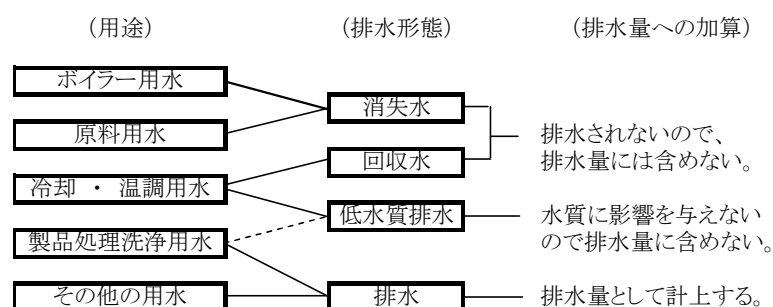 （用途） （排水形態） （排水量への加算）
ボイラー用水
消失水
原料用水
排水されないので、
排水量には含めない。
回収水
冷却 ・ 温調用水
低水質排水
水質に影響を与えない
ので排水量に含めない。
製品処理洗浄用水
その他の用水
排水
排水量として計上する。